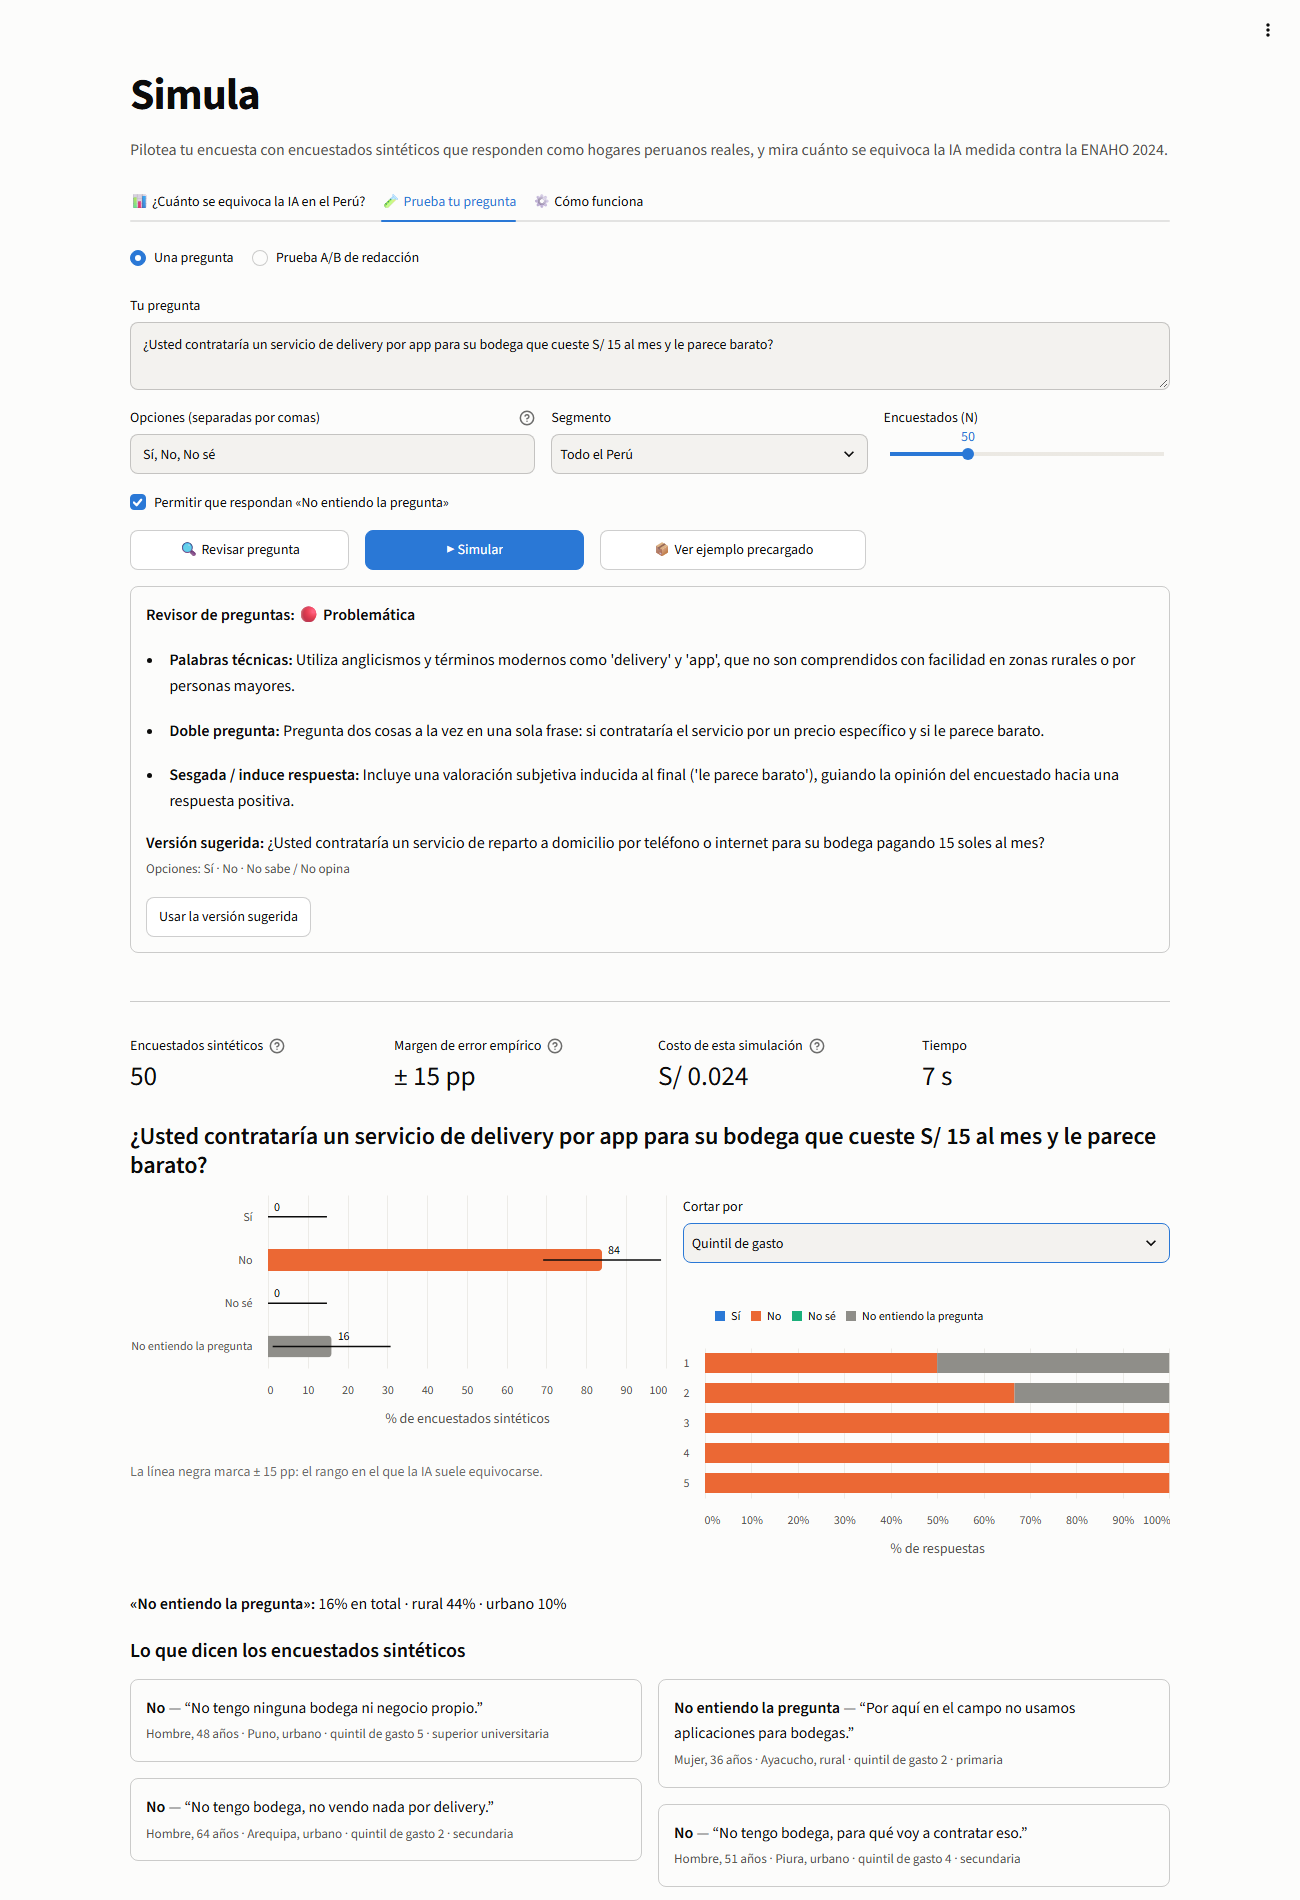 Simula
Pilotea tu encuesta con encuestados sintéticos que responden como hogares peruanos reales, y mira cuánto se equivoca la IA medida contra la ENAHO 2024.
¿Cuánto se equivoca la IA en el Perú?
Prueba tu pregunta
Cómo funciona
Una pregunta
Prueba A/B de redacción
Tu pregunta
¿Usted contrataría un servicio de delivery por app para su bodega que cueste S/ 15 al mes y le parece barato?
Opciones (separadas por comas)
Sí, No, No sé
Segmento
Todo el Perú
Encuestados (N)
50
Permitir que respondan «No entiendo la pregunta»
Revisar pregunta
▶ Simular
Ver ejemplo precargado
Revisor de preguntas: Problemática
• Palabras técnicas: Utiliza anglicismos y términos modernos como 'delivery' y 'app', que no son comprendidos con facilidad en zonas rurales o por
personas mayores.
• Doble pregunta: Pregunta dos cosas a la vez en una sola frase: si contrataría el servicio por un precio específico y si le parece barato.
• Sesgada / induce respuesta: Incluye una valoración subjetiva inducida al final ('le parece barato'), guiando la opinión del encuestado hacia una
respuesta positiva.
Versión sugerida: ¿Usted contrataría un servicio de reparto a domicilio por teléfono o internet para su bodega pagando 15 soles al mes?
Opciones: Sí · No · No sabe / No opina
Usar la versión sugerida
Encuestados sintéticos
50
Margen de error empírico
± 15 pp
Costo de esta simulación
S/ 0.024
Tiempo
7 s
¿Usted contrataría un servicio de delivery por app para su bodega que cueste S/ 15 al mes y le parece
barato?
Sí 0
No 84
No sé 0
No entiendo la pregunta 16
0 10 20 30 40 50 60 70 80 90 100
% de encuestados sintéticos
La línea negra marca ± 15 pp: el rango en el que la IA suele equivocarse.
Cortar por
Quintil de gasto
Sí No No sé No entiendo la pregunta
1
2
3
4
5
0% 10% 20% 30% 40% 50% 60% 70% 80% 90% 100%
% de respuestas
«No entiendo la pregunta»: 16% en total · rural 44% · urbano 10%
Lo que dicen los encuestados sintéticos
No — “No tengo ninguna bodega ni negocio propio.”
Hombre, 48 años · Puno, urbano · quintil de gasto 5 · superior universitaria
No — “No tengo bodega, no vendo nada por delivery.”
Hombre, 64 años · Arequipa, urbano · quintil de gasto 2 · secundaria
No entiendo la pregunta — “Por aquí en el campo no usamos
aplicaciones para bodegas.”
Mujer, 36 años · Ayacucho, rural · quintil de gasto 2 · primaria
No — “No tengo bodega, para qué voy a contratar eso.”
Hombre, 51 años · Piura, urbano · quintil de gasto 4 · secundaria